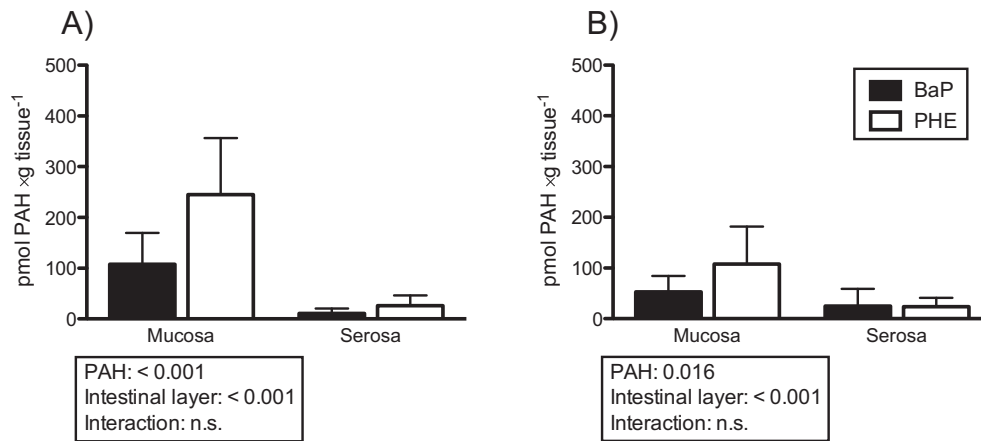 A)
pmol PAH ×g tissue⁻¹
500
400
300
200
100
0
Mucosa Serosa
PAH: < 0.001
Intestinal layer: < 0.001
Interaction: n.s.
B)
pmol PAH ×g tissue⁻¹
500
400
300
200
100
0
Mucosa Serosa
BaP
PHE
PAH: 0.016
Intestinal layer: < 0.001
Interaction: n.s.